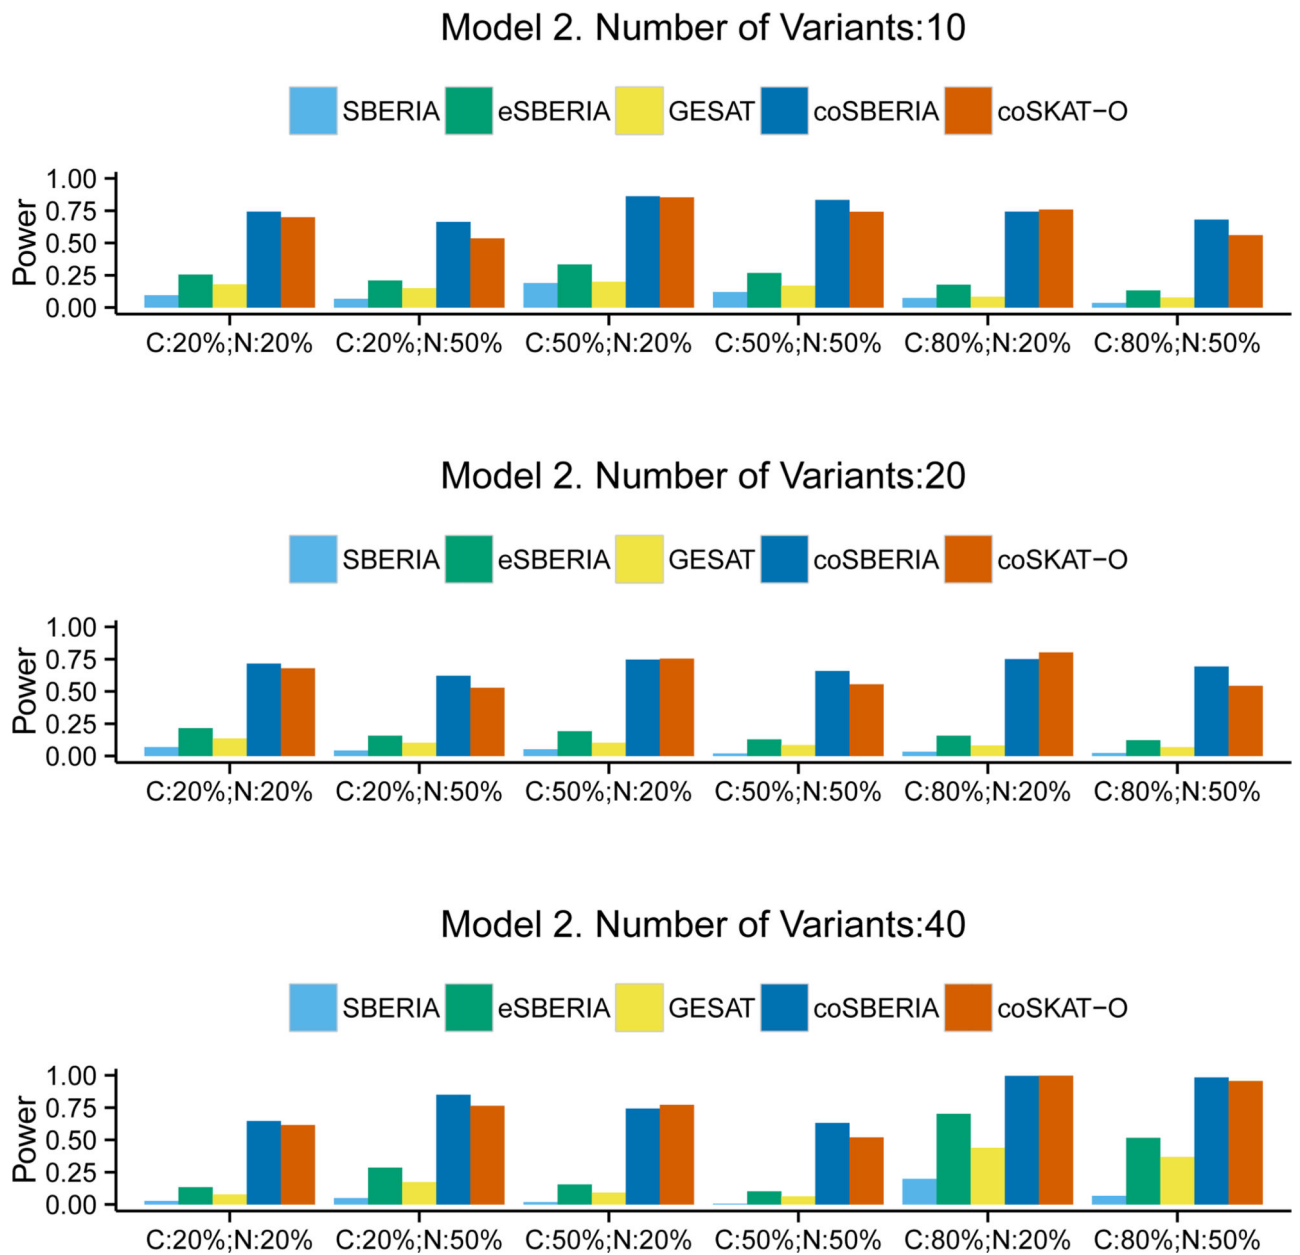 Model 2. Number of Variants:10
SBERIA eSBERIA GESAT coSBERIA coSKAT−O
Power
1.00
0.75
0.50
0.25
0.00
C:20%;N:20% C:20%;N:50% C:50%;N:20% C:50%;N:50% C:80%;N:20% C:80%;N:50%
Model 2. Number of Variants:20
SBERIA eSBERIA GESAT coSBERIA coSKAT−O
Power
1.00
0.75
0.50
0.25
0.00
C:20%;N:20% C:20%;N:50% C:50%;N:20% C:50%;N:50% C:80%;N:20% C:80%;N:50%
Model 2. Number of Variants:40
SBERIA eSBERIA GESAT coSBERIA coSKAT−O
Power
1.00
0.75
0.50
0.25
0.00
C:20%;N:20% C:20%;N:50% C:50%;N:20% C:50%;N:50% C:80%;N:20% C:80%;N:50%